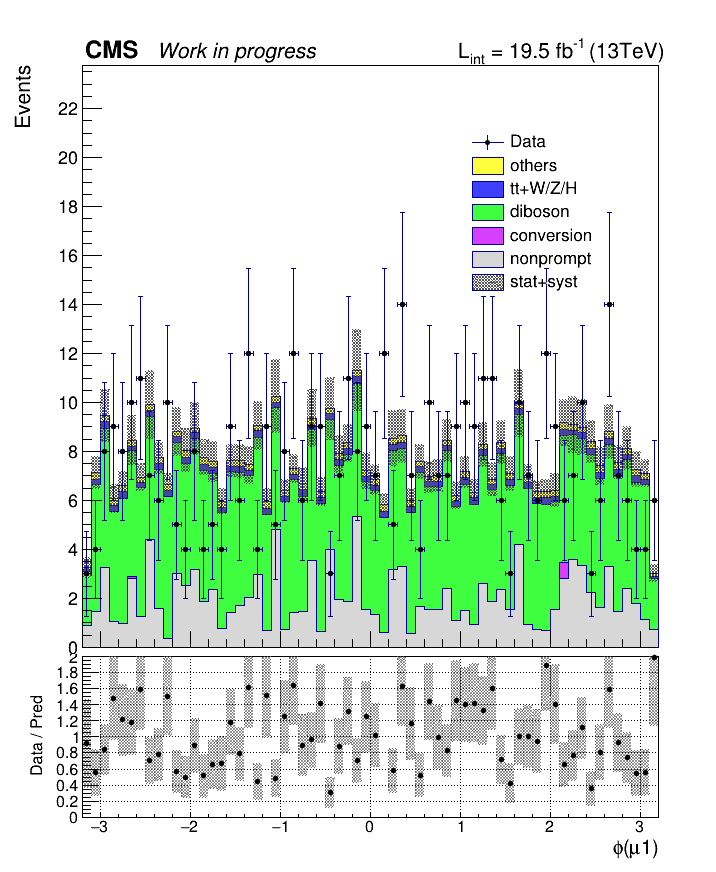 CMS Work in progress L_int = 19.5 fb^-1 (13TeV)
Events
22
20
18
16
14
12
10
8
6
4
2
0
Data
others
tt+W/Z/H
diboson
conversion
nonprompt
stat+syst
Data / Pred
2
1.8
1.6
1.4
1.2
1
0.8
0.6
0.4
0.2
0
−3 −2 −1 0 1 2 3
ϕ(μ1)